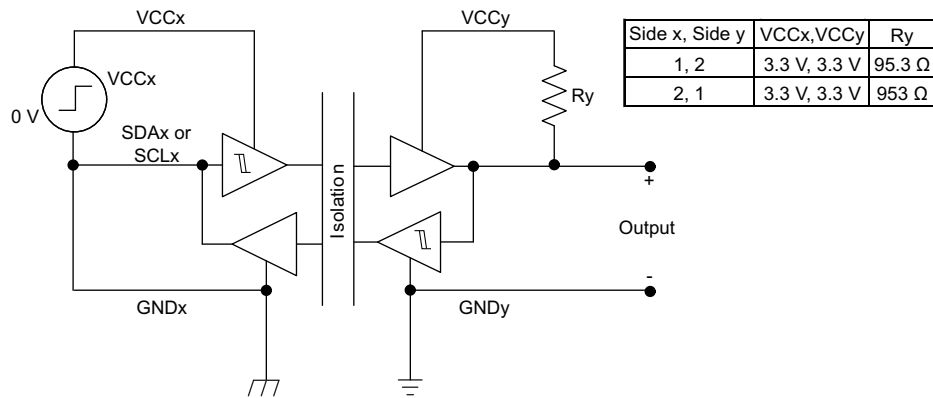 VCCx
VCCy
VCCx
0 V
SDAx or
SCLx
Ry
Isolation
+
Output
-
GNDx
GNDy
Side x, Side y VCCx,VCCy Ry
1, 2 3.3 V, 3.3 V 95.3 Ω
2, 1 3.3 V, 3.3 V 953 Ω